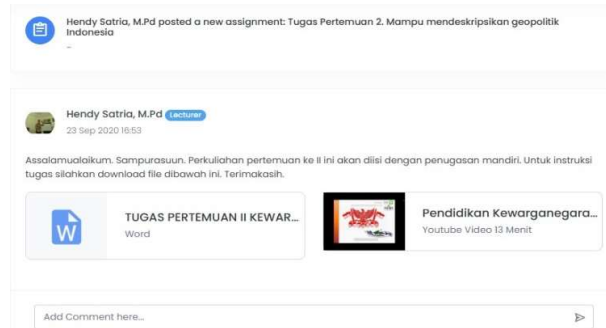 Hendy Satria, M.Pd posted a new assignment: Tugas Pertemuan 2. Mampu mendeskripsikan geopolitik
Indonesia
-
Hendy Satria, M.Pd Lecturer
23 Sep 2020 16:53
Assalamualaikum. Sampurasuun. Perkuliahan pertemuan ke II ini akan diisi dengan penugasan mandiri. Untuk instruksi
tugas silahkan download file dibawah ini. Terimakasih.
W
TUGAS PERTEMUAN II KEWAR...
Word
Pendidikan Kewarganegara...
Youtube Video 13 Menit
Add Comment here...